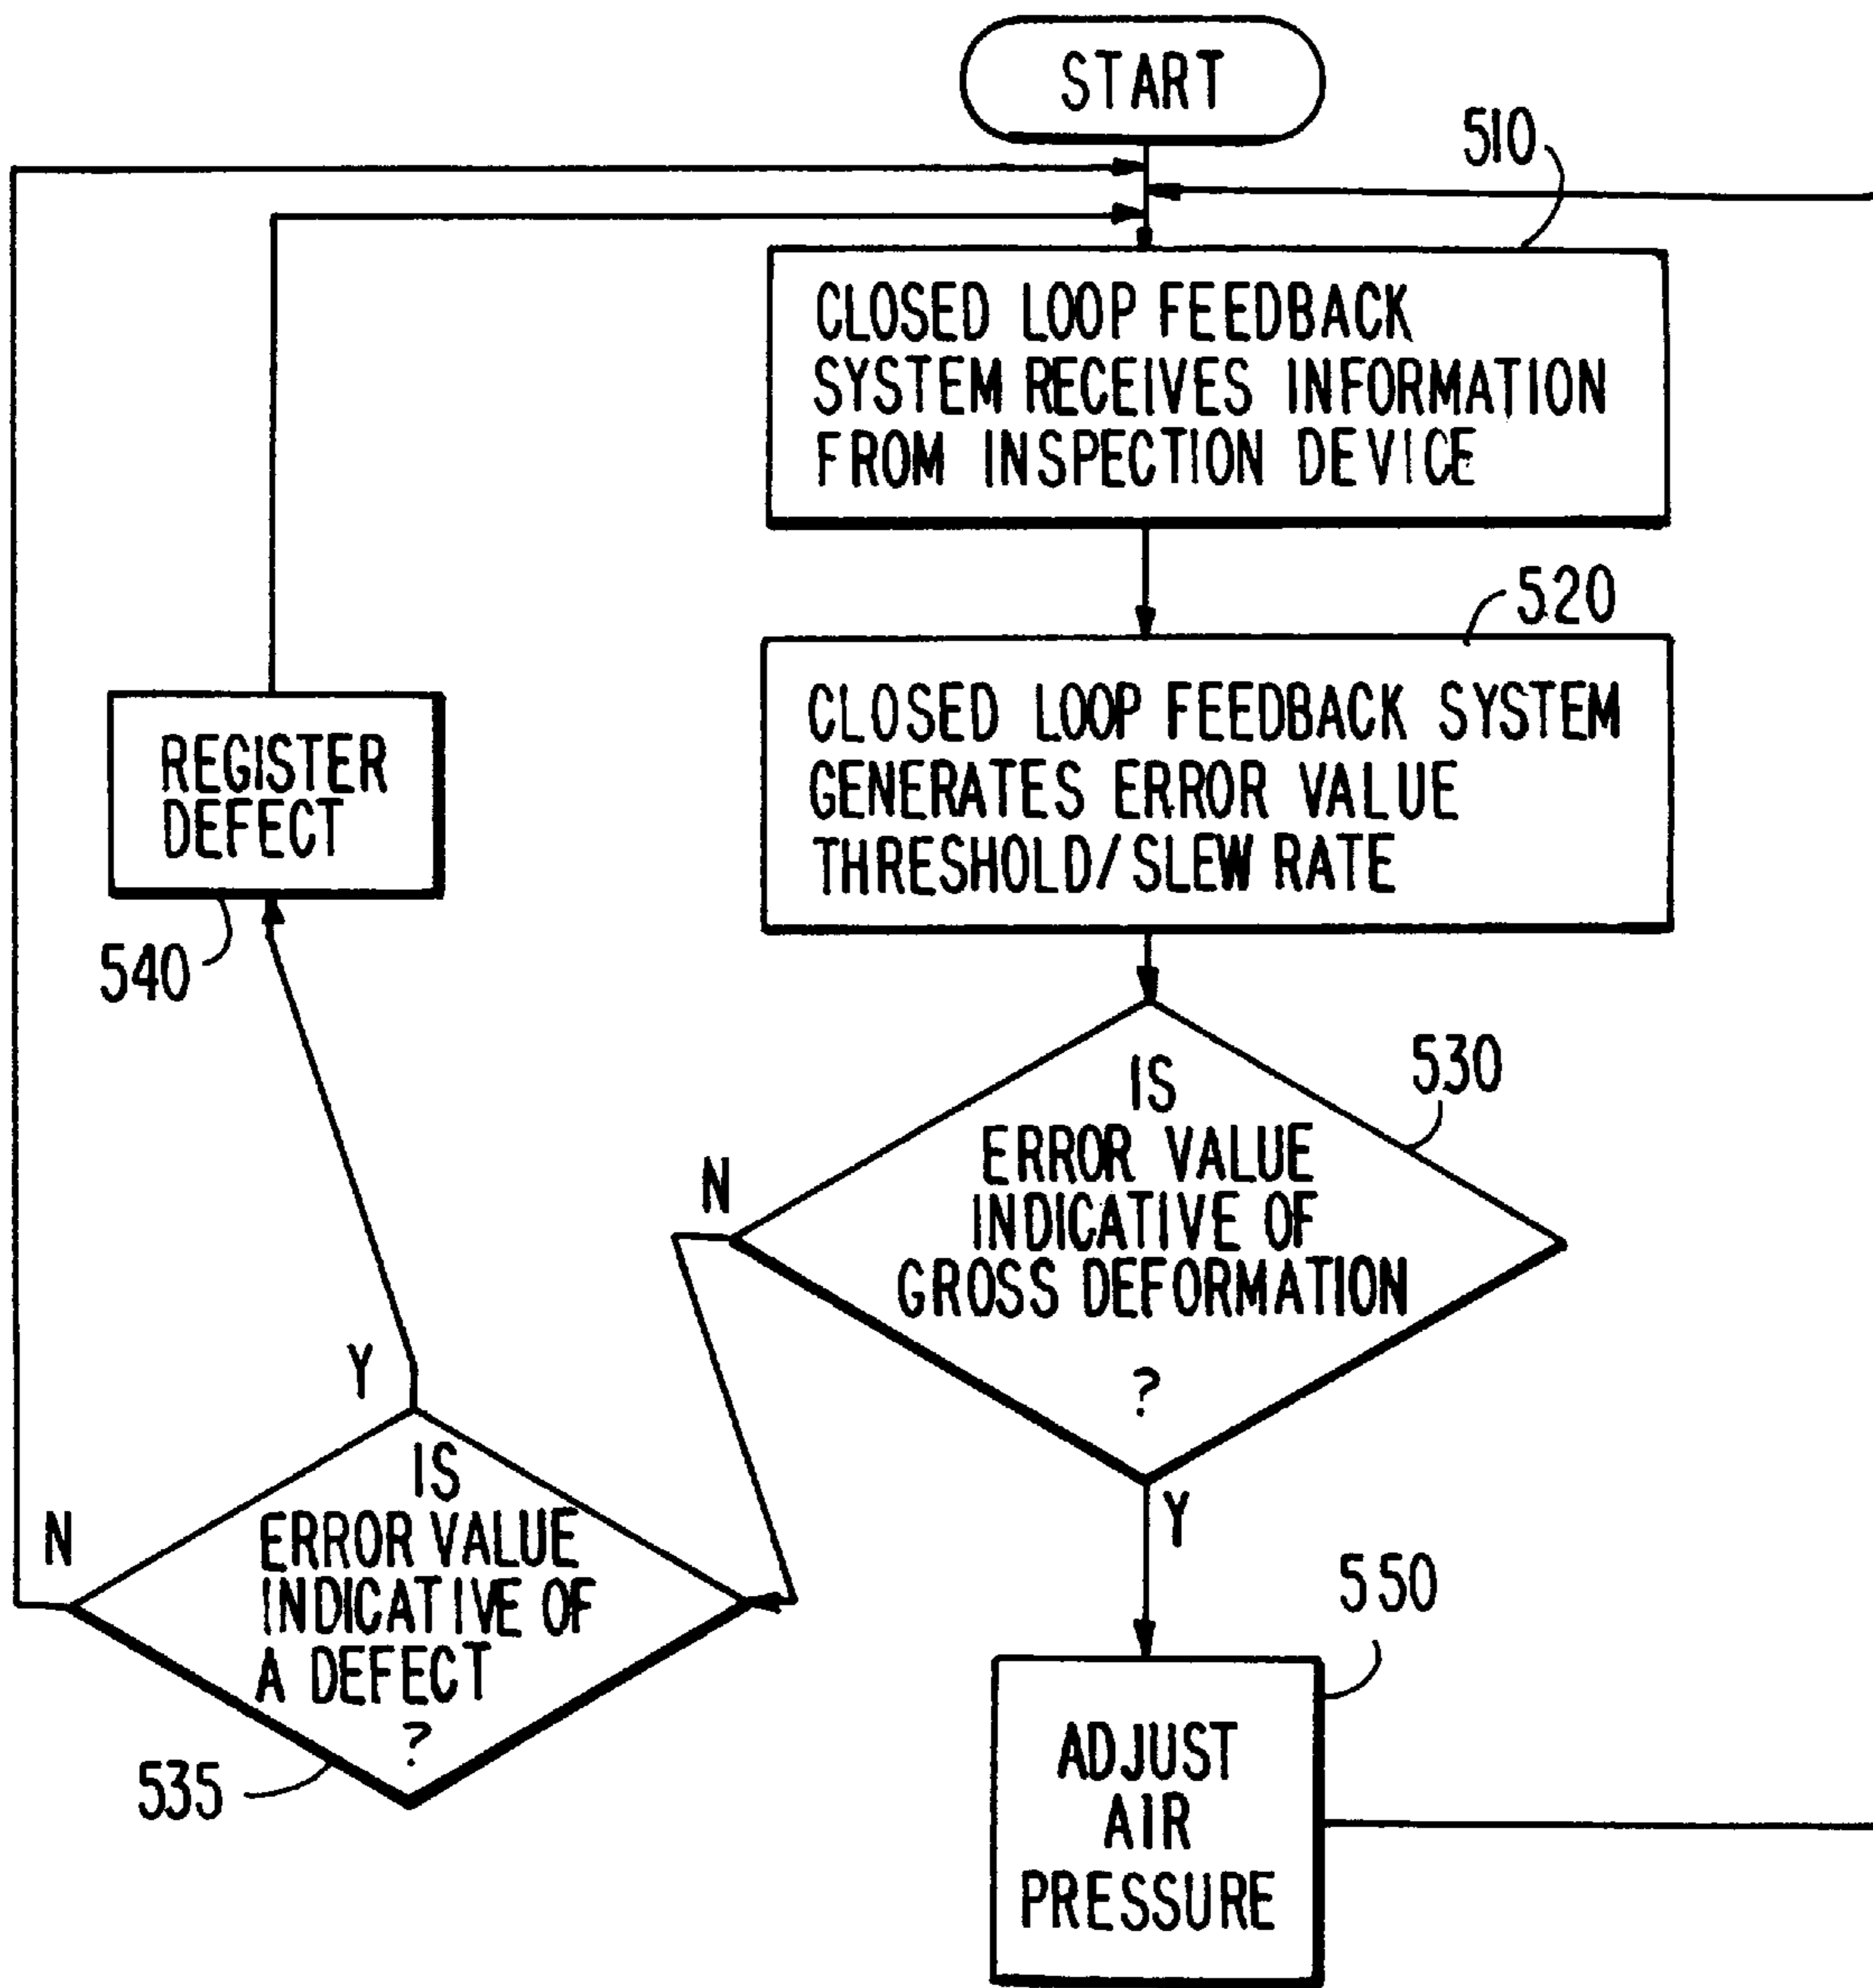 START
510
CLOSED LOOP FEEDBACK
SYSTEM RECEIVES INFORMATION
FROM INSPECTION DEVICE
520
CLOSED LOOP FEEDBACK SYSTEM
GENERATES ERROR VALUE
THRESHOLD/SLEW RATE
REGISTER
DEFECT
540
530
IS
ERROR VALUE
INDICATIVE OF
GROSS DEFORMATION
?
N
Y
Y
IS
ERROR VALUE
INDICATIVE OF
A DEFECT
?
N
535
550
ADJUST
AIR
PRESSURE